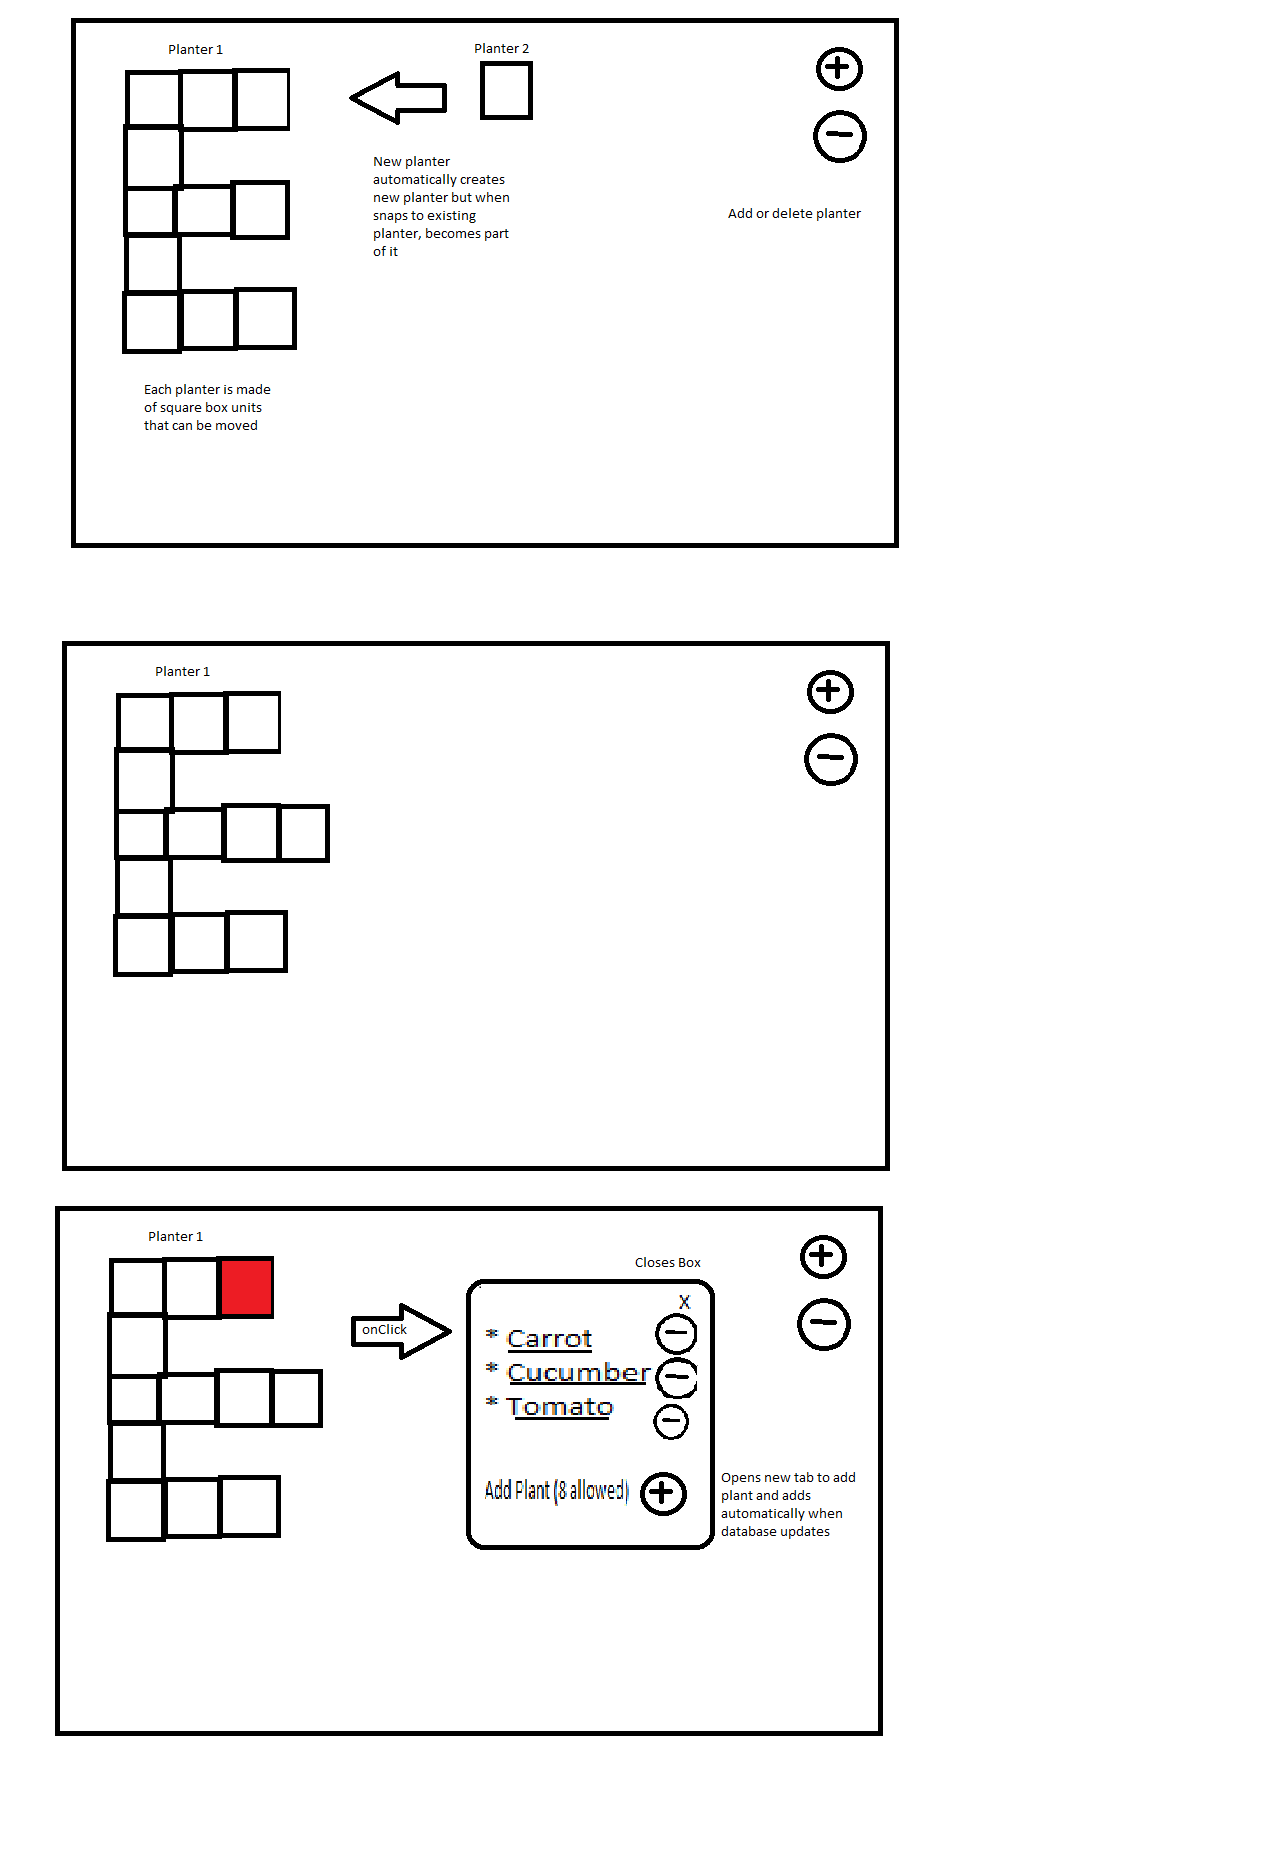 Planter 1
Planter 2
New planter
automatically creates
new planter but when
snaps to existing
planter, becomes part
of it
Add or delete planter
Each planter is made
of square box units
that can be moved
Planter 1
Planter 1
Closes Box
onClick
X
* Carrot
* Cucumber
* Tomato
Add Plant (8 allowed)
Opens new tab to add
plant and adds
automatically when
database updates